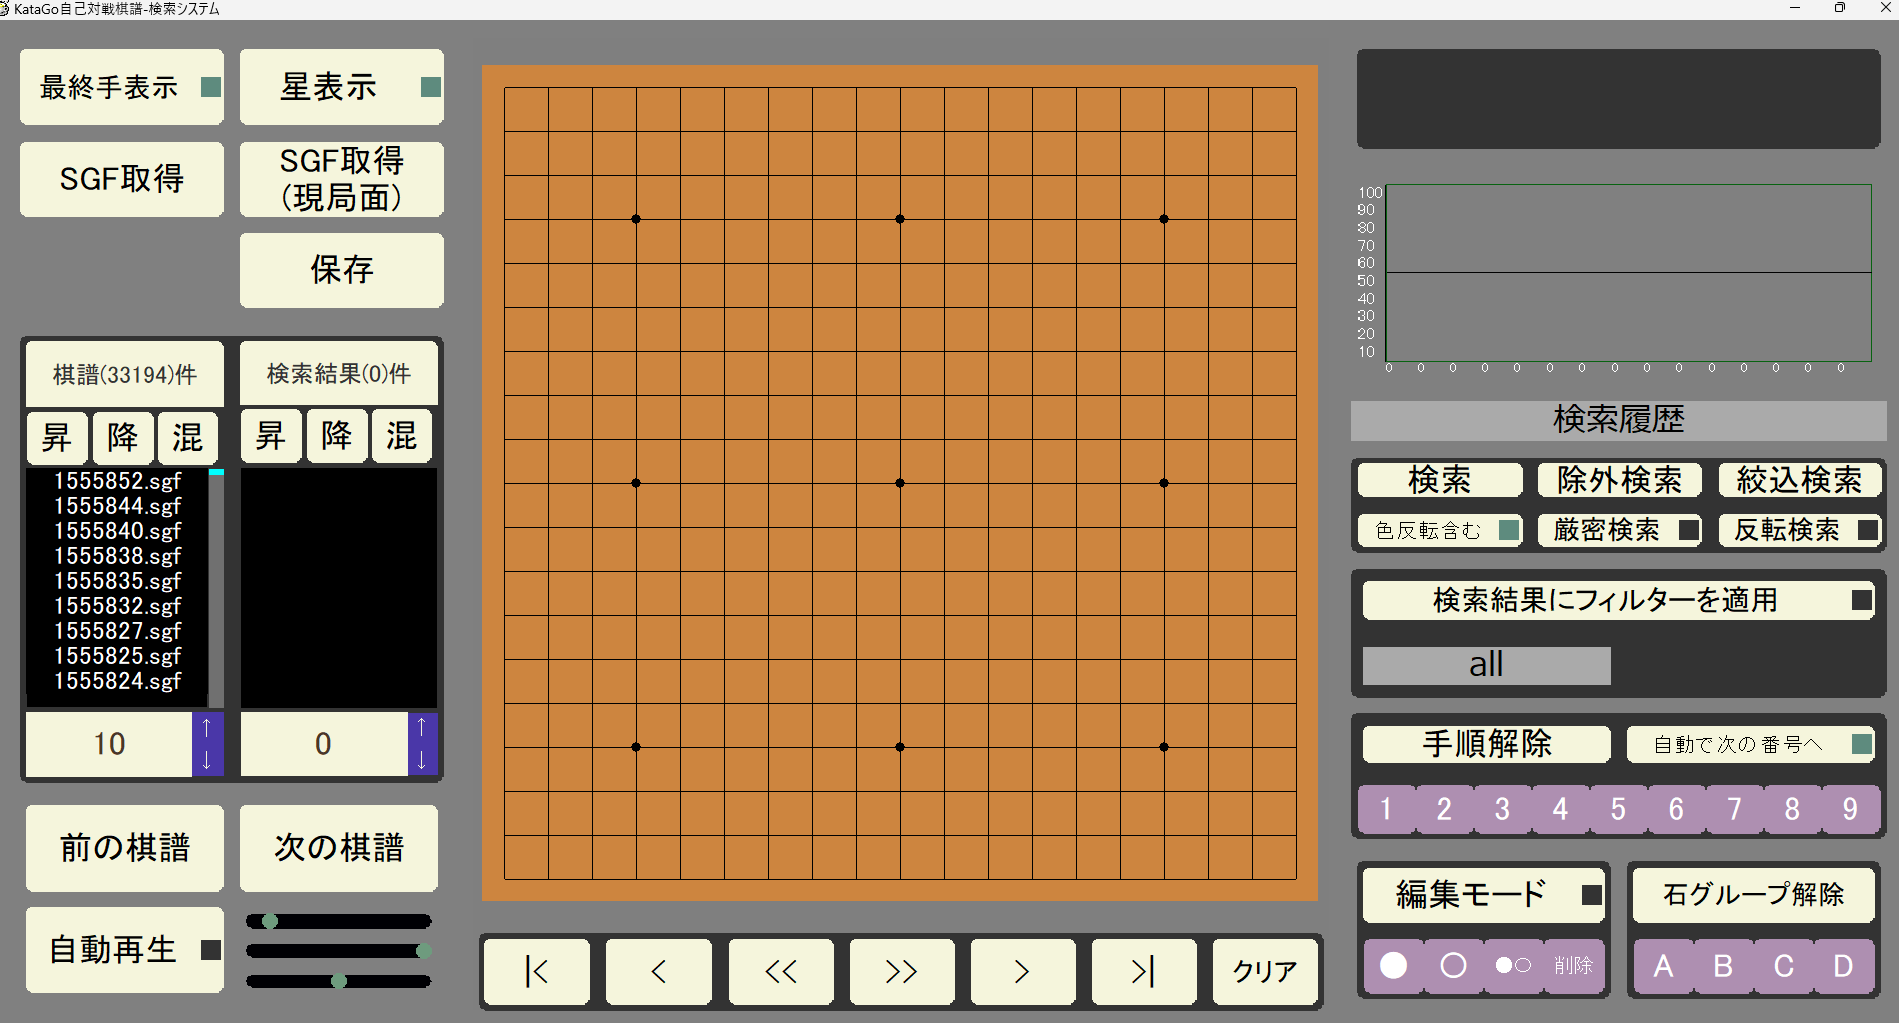 KataGo自己対戦棋譜-検索システム
最終手表示
星表示
SGF取得
SGF取得
(現局面)
保存
棋譜(33194)件
検索結果(0)件
昇 降 混
昇 降 混
1555852.sgf
1555844.sgf
1555840.sgf
1555838.sgf
1555835.sgf
1555832.sgf
1555827.sgf
1555825.sgf
1555824.sgf
10
↑
↓
0
↑
↓
前の棋譜
次の棋譜
自動再生
|<
<
<<
>>
>
>|
クリア
100
90
80
70
60
50
40
30
20
10
0 0 0 0 0 0 0 0 0 0 0 0 0 0 0
検索履歴
検索
除外検索
絞込検索
色反転含む
厳密検索
反転検索
検索結果にフィルターを適用
all
手順解除
自動で次の番号へ
1 2 3 4 5 6 7 8 9
編集モード
●
○
●○
削除
石グループ解除
A B C D